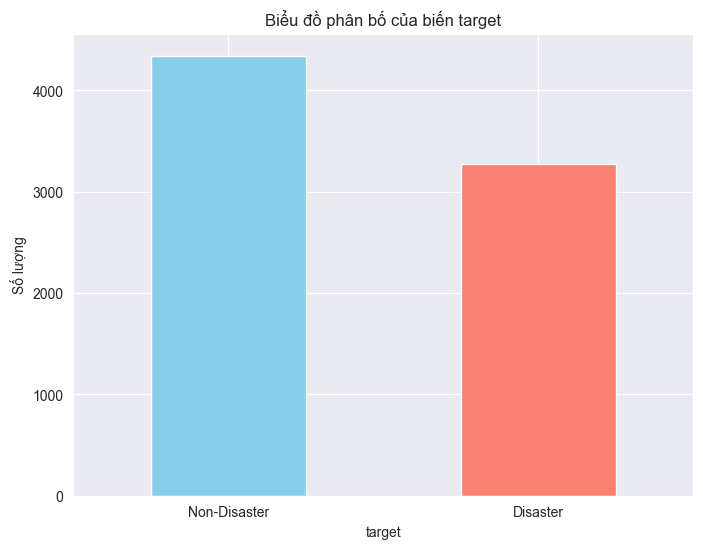 Biểu đồ phân bố của biến target
Số lượng
4000
3000
2000
1000
0
Non-Disaster
Disaster
target